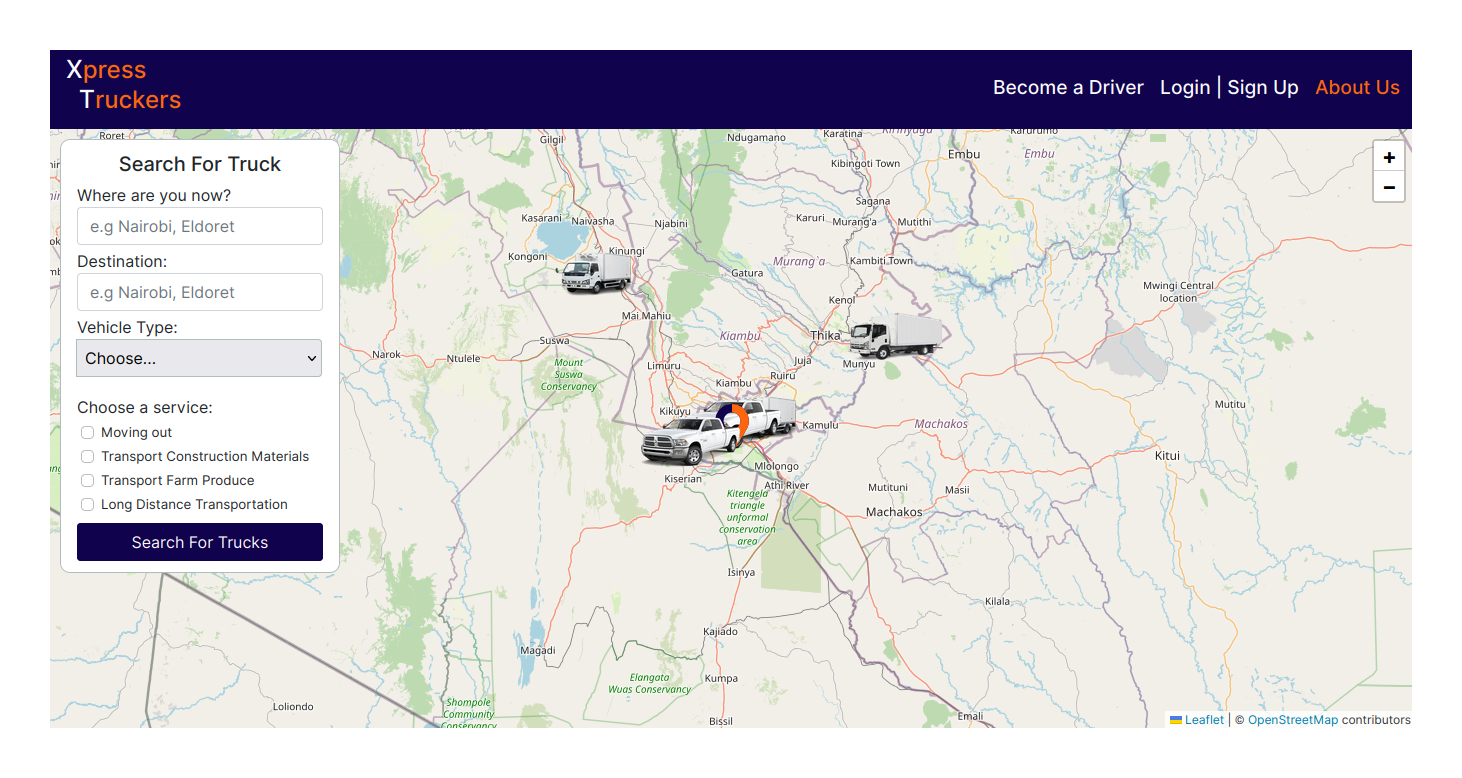 Xpress
Truckers
Become a Driver Login | Sign Up About Us
Search For Truck
Where are you now?
e.g Nairobi, Eldoret
Destination:
e.g Nairobi, Eldoret
Vehicle Type:
Choose...
Choose a service:
Moving out
Transport Construction Materials
Transport Farm Produce
Long Distance Transportation
Search For Trucks
+
−
Roret
Gilgil
Ndugamano
Karatina
Kirinyaga
Karurumo
Kibingoti Town
Embu
Embu
Sagana
Kasarani
Naivasha
Njabini
Karuri
Murang'a
Mutithi
Kongoni
Kinungi
Gatura
Murang'a
Kambiti Town
Mwingi Central
location
Kenol
Mai Mahiu
Kiambu
Thika
Suswa
Narok
Ntulele
Mount
Suswa
Conservancy
Limuru
Juja
Munyu
Ruiru
Kiambu
Kikuyu
Kamulu
Machakos
Mutitu
Kitui
Mlolongo
Kiserian
Athi River
Kitengela
triangle
unformal
conservation
area
Mutituni
Masii
Machakos
Isinya
Kilala
Kajiado
Magadi
Elangata
Wuas Conservancy
Kumpa
Loliondo
Shompole
Community
Conservancy
Bissil
Emali
Leaflet | © OpenStreetMap contributors